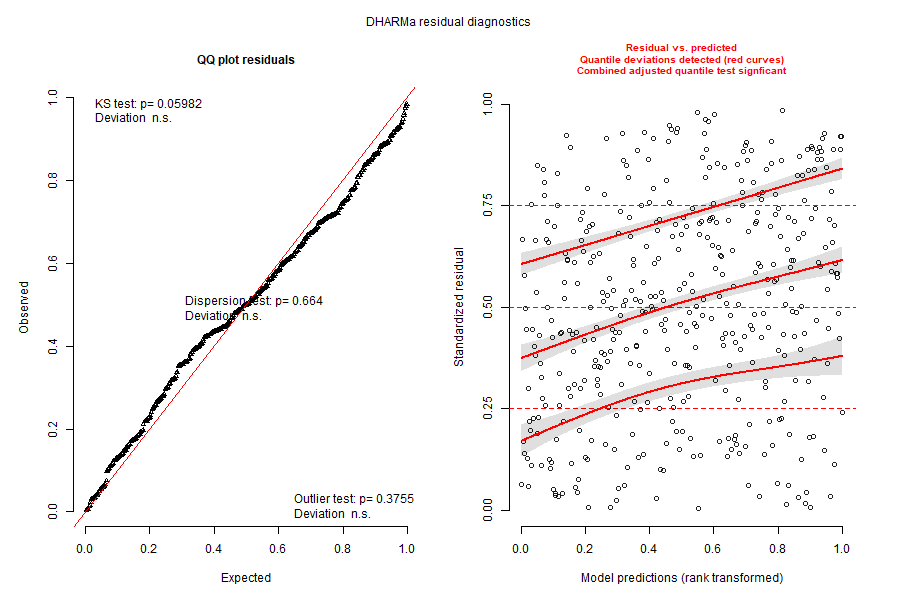 DHARMa residual diagnostics
QQ plot residuals
KS test: p= 0.05982
Deviation n.s.
Dispersion test: p= 0.664
Deviation n.s.
Outlier test: p= 0.3755
Deviation n.s.
Observed
0.0
0.2
0.4
0.6
0.8
1.0
0.0
0.2
0.4
0.6
0.8
1.0
Expected
Residual vs. predicted
Quantile deviations detected (red curves)
Combined adjusted quantile test signficant
Standardized residual
0.00
0.25
0.50
0.75
1.00
0.0
0.2
0.4
0.6
0.8
1.0
Model predictions (rank transformed)